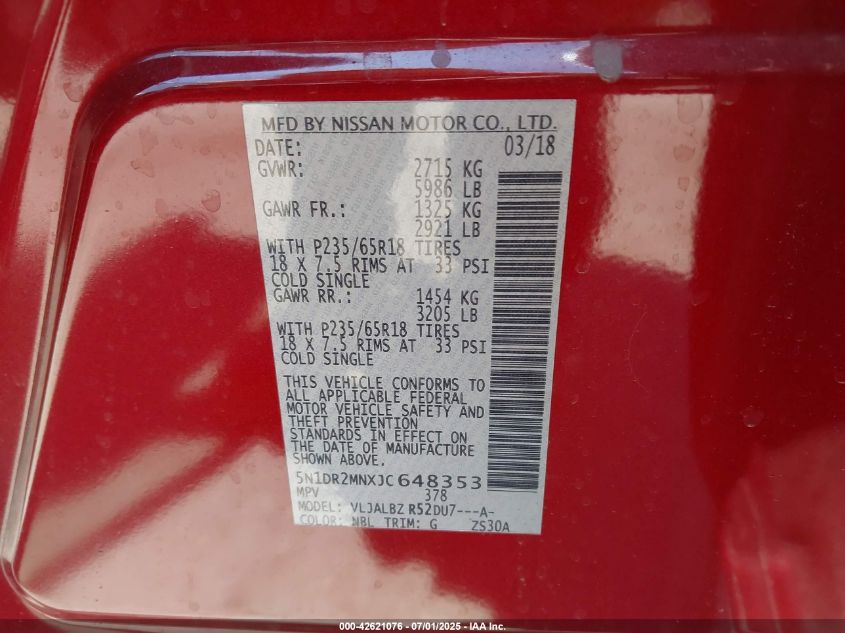 MFD BY NISSAN MOTOR CO., LTD.
DATE: 03/18
GVWR: 2715 KG
5986 LB
GAWR FR.: 1325 KG
2921 LB
WITH P235/65R18 TIRES
18 X 7.5 RIMS AT 33 PSI
COLD SINGLE
GAWR RR.: 1454 KG
3205 LB
WITH P235/65R18 TIRES
18 X 7.5 RIMS AT 33 PSI
COLD SINGLE
THIS VEHICLE CONFORMS TO
ALL APPLICABLE FEDERAL
MOTOR VEHICLE SAFETY AND
THEFT PREVENTION
STANDARDS IN EFFECT ON
THE DATE OF MANUFACTURE
SHOWN ABOVE.
5N1DR2MNXJC648353
MPV 378
MODEL: VLJALBZ R52DU7---A-
COLOR: NBL TRIM: G ZS30A
000-42621076 - 07/01/2025 - IAA Inc.